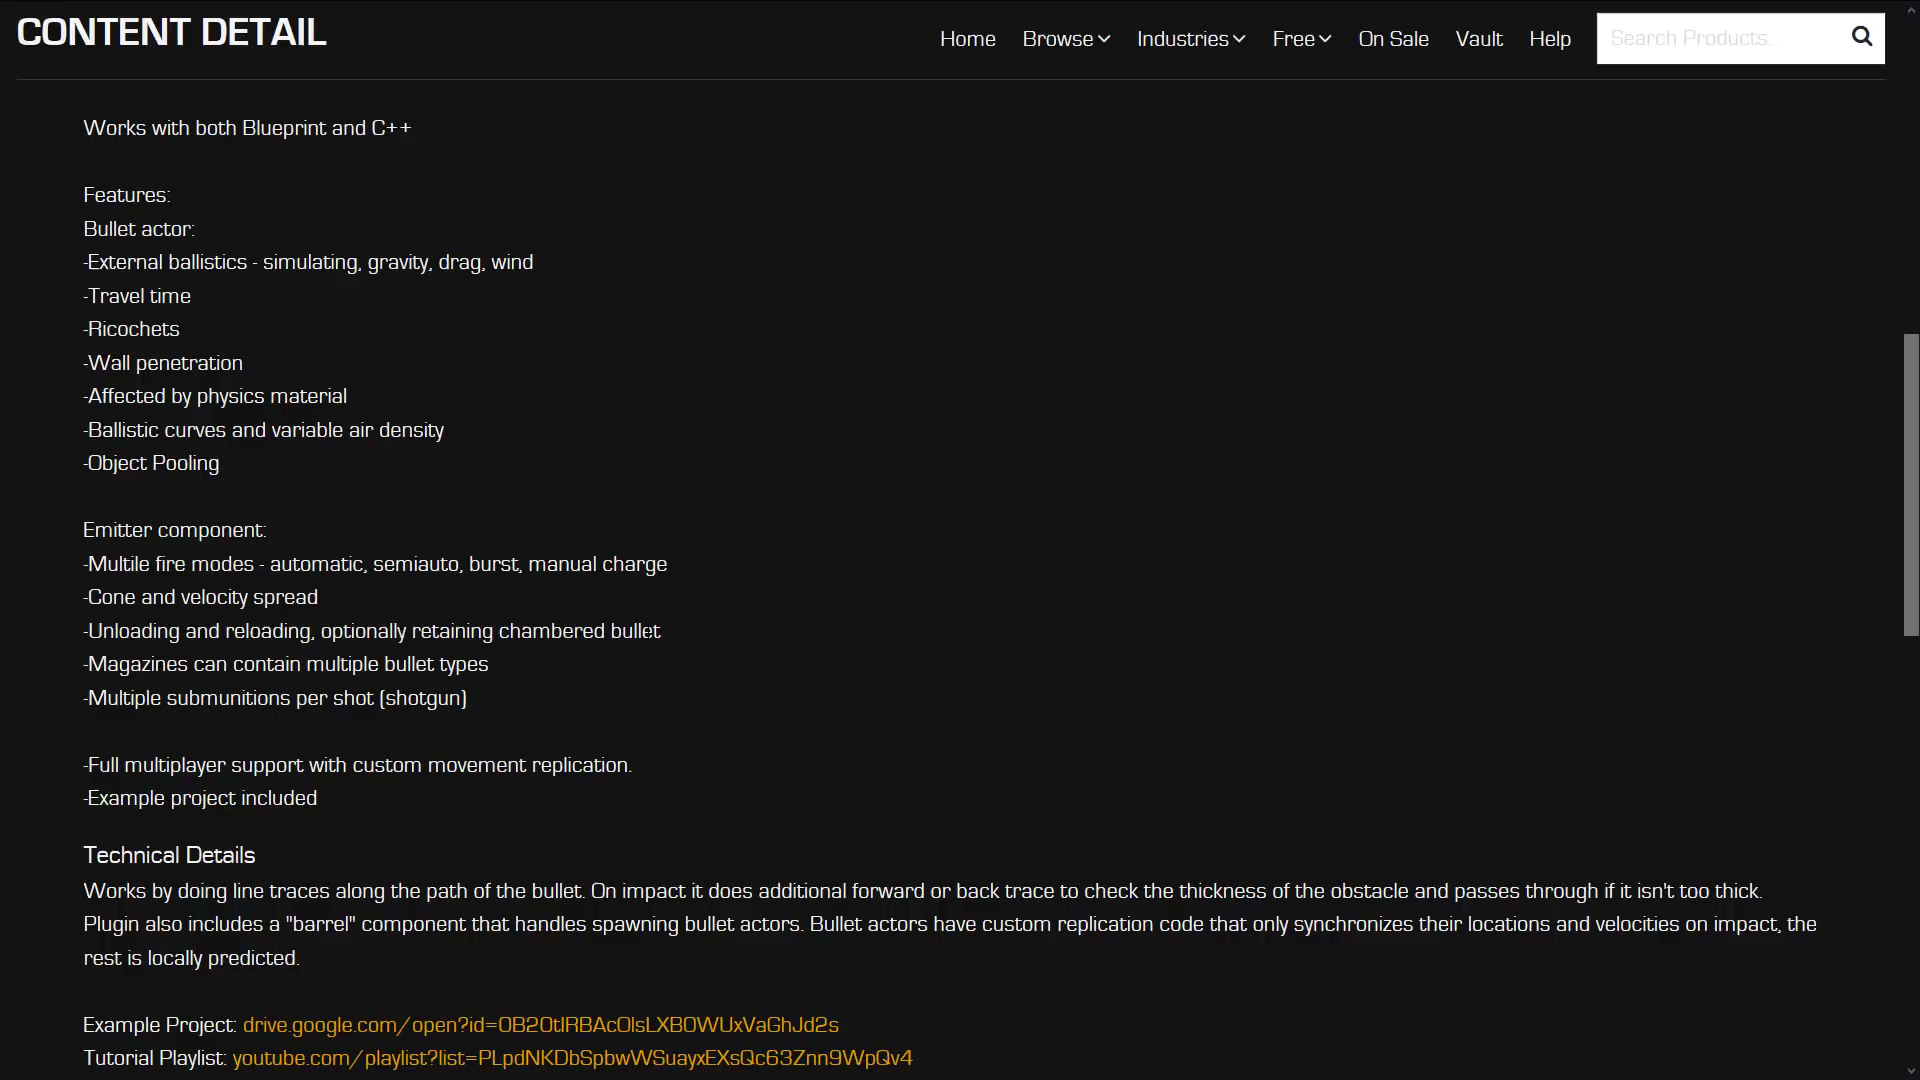 CONTENT DETAIL
Home Browse Industries Free On Sale Vault Help Search Products...
Works with both Blueprint and C++
Features:
Bullet actor:
-External ballistics - simulating, gravity, drag, wind
-Travel time
-Ricochets
-Wall penetration
-Affected by physics material
-Ballistic curves and variable air density
-Object Pooling
Emitter component:
-Multile fire modes - automatic, semiauto, burst, manual charge
-Cone and velocity spread
-Unloading and reloading, optionally retaining chambered bullet
-Magazines can contain multiple bullet types
-Multiple submunitions per shot (shotgun)
-Full multiplayer support with custom movement replication.
-Example project included
Technical Details
Works by doing line traces along the path of the bullet. On impact it does additional forward or back trace to check the thickness of the obstacle and passes through if it isn't too thick.
Plugin also includes a "barrel" component that handles spawning bullet actors. Bullet actors have custom replication code that only synchronizes their locations and velocities on impact, the
rest is locally predicted.
Example Project: drive.google.com/open?id=0B2OtIRBAcOlsLXB0WUxVaGhJd2s
Tutorial Playlist: youtube.com/playlist?list=PLpdNKDbSpbwWSuayxEXsQc63Znn9WpQv4